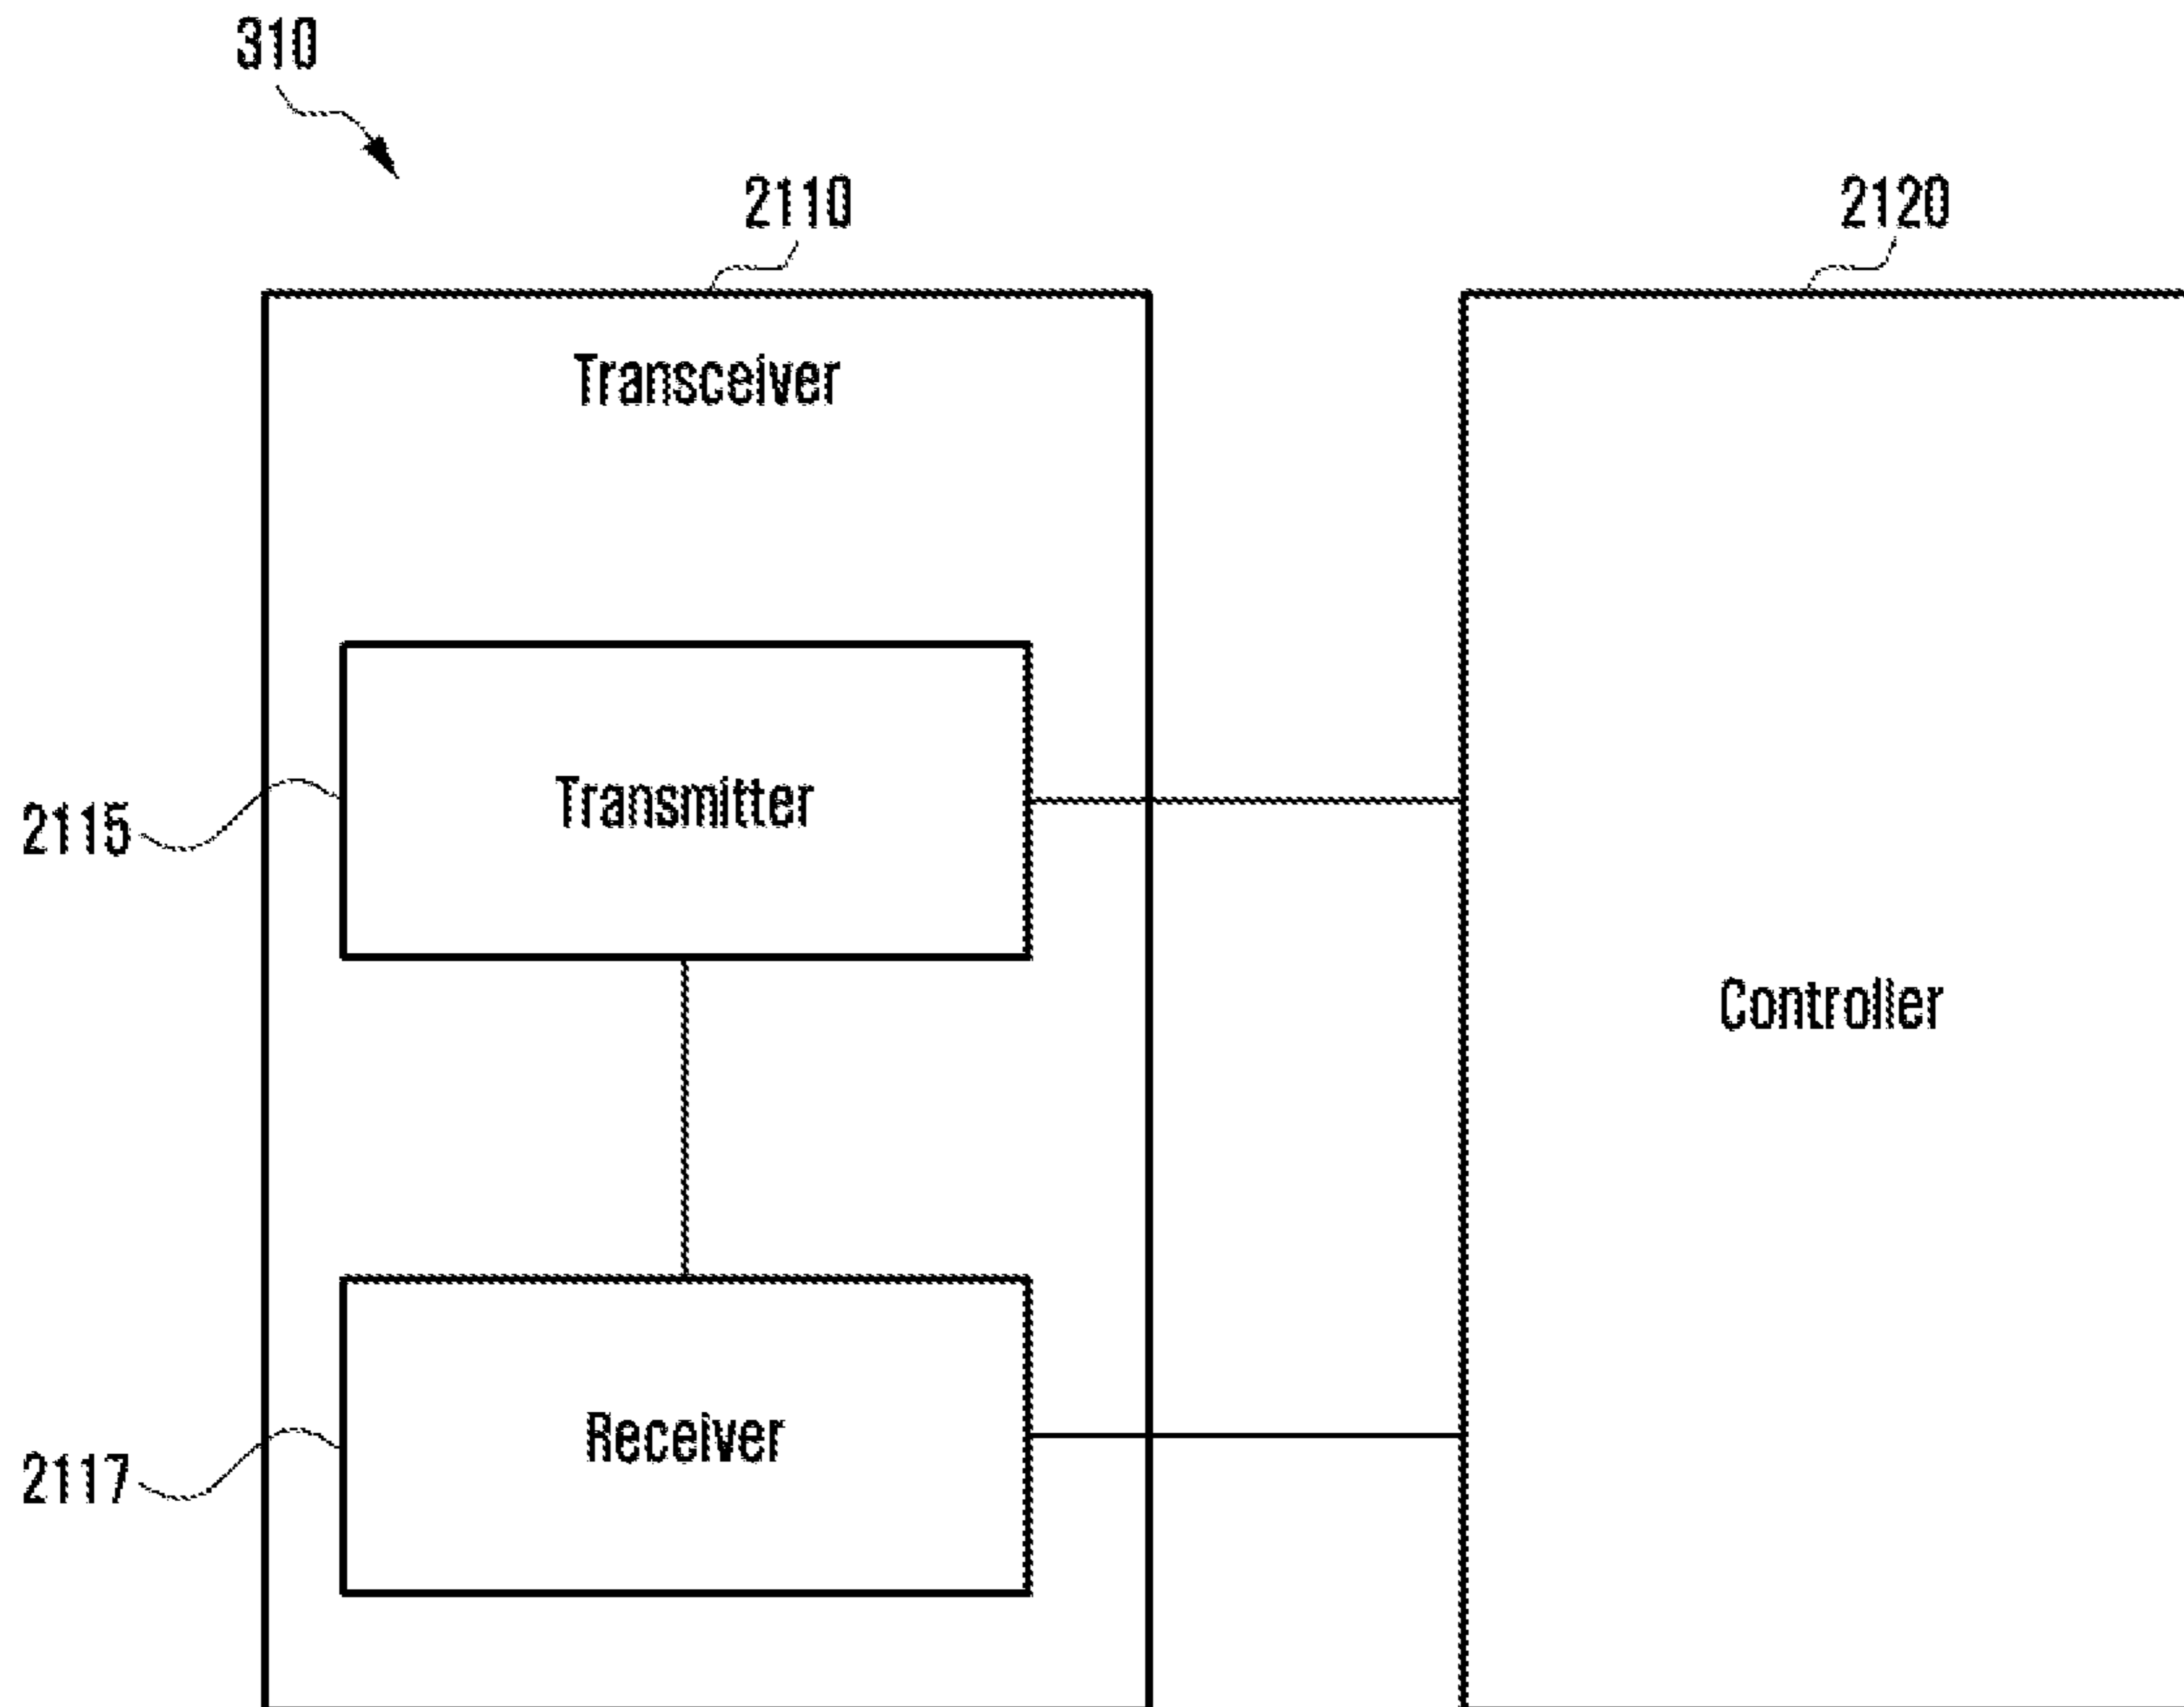 310
2110
2120
Transceiver
Transmitter
2115
Controller
Receiver
2117